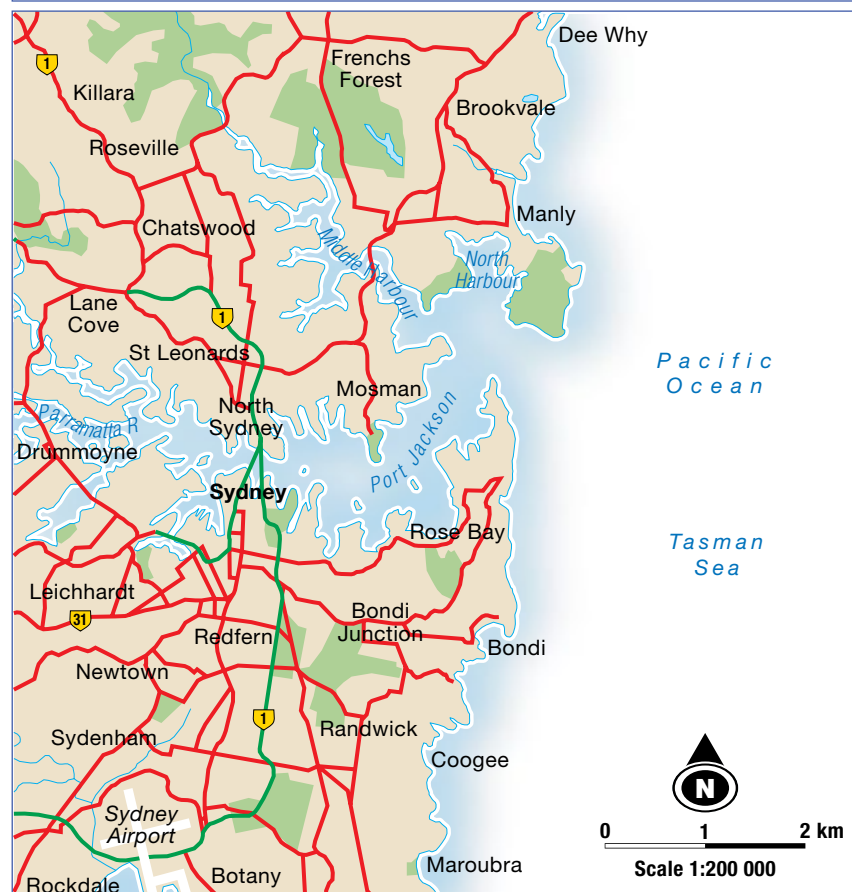 Dee Why
Frenchs
Forest
1
Killara
Brookvale
Roseville
Manly
Chatswood
Middle Harbour
North
Harbour
Lane
Cove
1
St Leonards
Pacific
Ocean
Mosman
North
Sydney
Parramatta R
Port Jackson
Drummoyne
Sydney
Rose Bay
Tasman
Sea
Leichhardt
31
Bondi
Junction
Redfern
Bondi
Newtown
1
Randwick
Sydenham
Coogee
N
Sydney
Airport
0 1 2 km
Maroubra
Scale 1:200 000
Botany
Rockdale